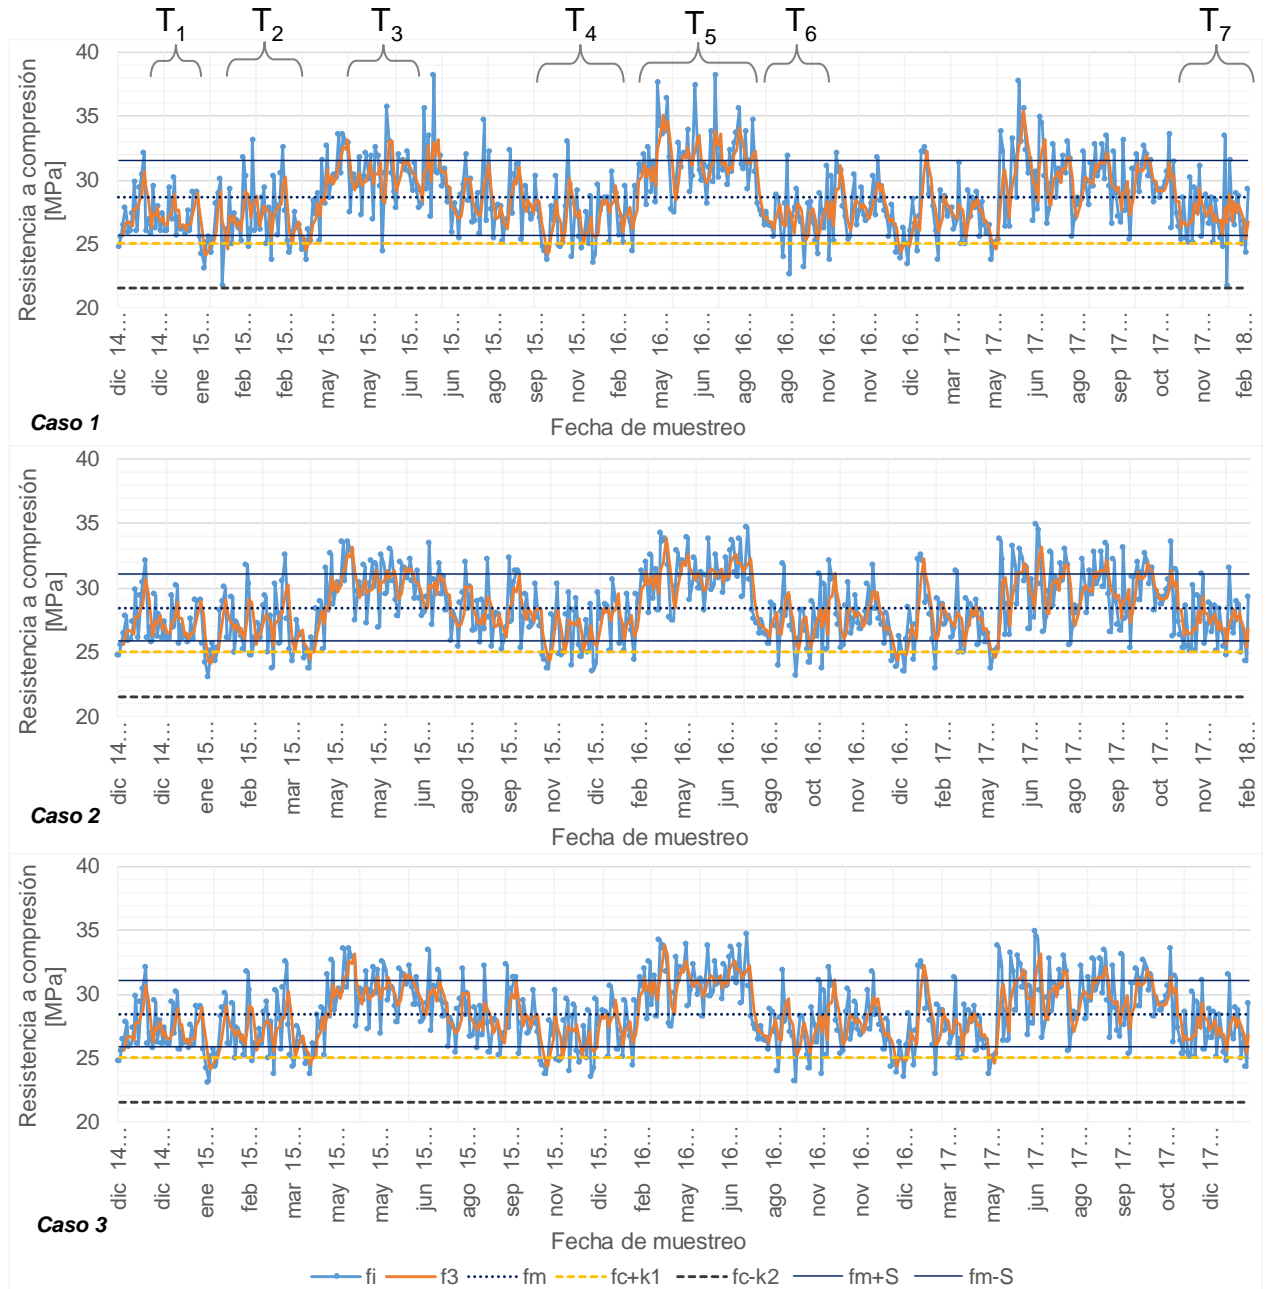 T1 T2 T3 T4 T5 T6 T7
Resistencia a compresión
[MPa]
40
35
30
25
20
dic 14… dic 14… ene 15… feb 15… feb 15… may 15… may 15… jun 15… jun 15… sep 15… nov 15… feb 16… may 16… jun 16… ago 16… ago 16… nov 16… nov 16… dic 16… mar 17… may 17… jun 17… ago 17… sep 17… oct 17… nov 17… feb 18…
Caso 1
Fecha de muestreo
Resistencia a compresión
[MPa]
40
35
30
25
20
dic 14… dic 14… ene 15… feb 15… mar 15… may 15… may 15… jun 15… ago 15… sep 15… nov 15… dic 15… feb 16… may 16… jun 16… ago 16… oct 16… nov 16… dic 16… feb 17… may 17… jun 17… ago 17… sep 17… oct 17… nov 17… feb 18…
Caso 2
Fecha de muestreo
Resistencia a compresión
[MPa]
40
35
30
25
20
dic 14… dic 14… ene 15… feb 15… mar 15… may 15… may 15… jun 15… ago 15… sep 15… nov 15… dic 15… feb 16… may 16… jun 16… ago 16… oct 16… nov 16… dic 16… mar 17… may 17… jun 17… ago 17… sep 17… oct 17… dic 17…
Caso 3
Fecha de muestreo
fi f3 fm fc+k1 fc-k2 fm+S fm-S